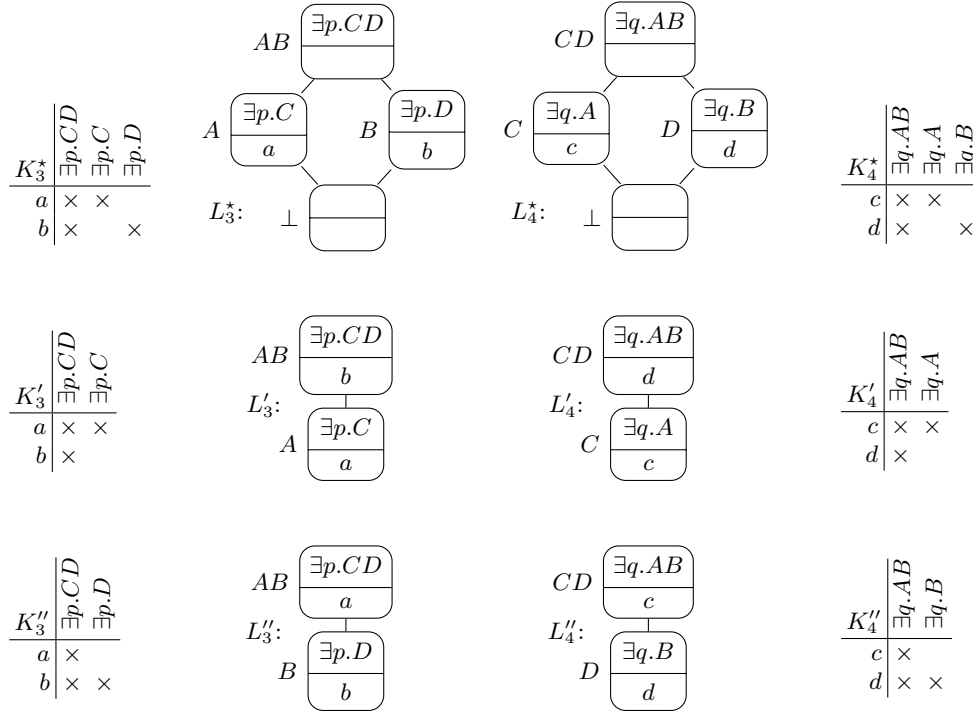 K₃* ∃p.CD ∃p.C ∃p.D
a × ×
b × ×
L₃*:
AB ∃p.CD
A ∃p.C a
B ∃p.D b
⊥
L₄*:
CD ∃q.AB
C ∃q.A c
D ∃q.B d
⊥
K₄* ∃q.AB ∃q.A ∃q.B
c × ×
d × ×
K₃′ ∃p.CD ∃p.C
a × ×
b ×
L₃′:
AB ∃p.CD b
A ∃p.C a
L₄′:
CD ∃q.AB d
C ∃q.A c
K₄′ ∃q.AB ∃q.A
c × ×
d ×
K₃″ ∃p.CD ∃p.D
a ×
b × ×
L₃″:
AB ∃p.CD a
B ∃p.D b
L₄″:
CD ∃q.AB c
D ∃q.B d
K₄″ ∃q.AB ∃q.B
c ×
d × ×